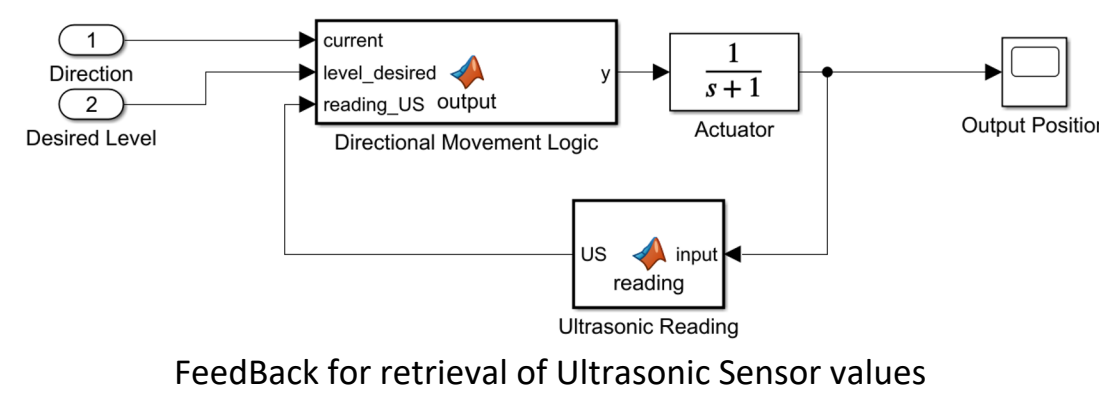 1
Direction
2
Desired Level
current
level_desired
reading_US
output
y
Directional Movement Logic
1
s + 1
Actuator
Output Position
US
input
reading
Ultrasonic Reading
FeedBack for retrieval of Ultrasonic Sensor values